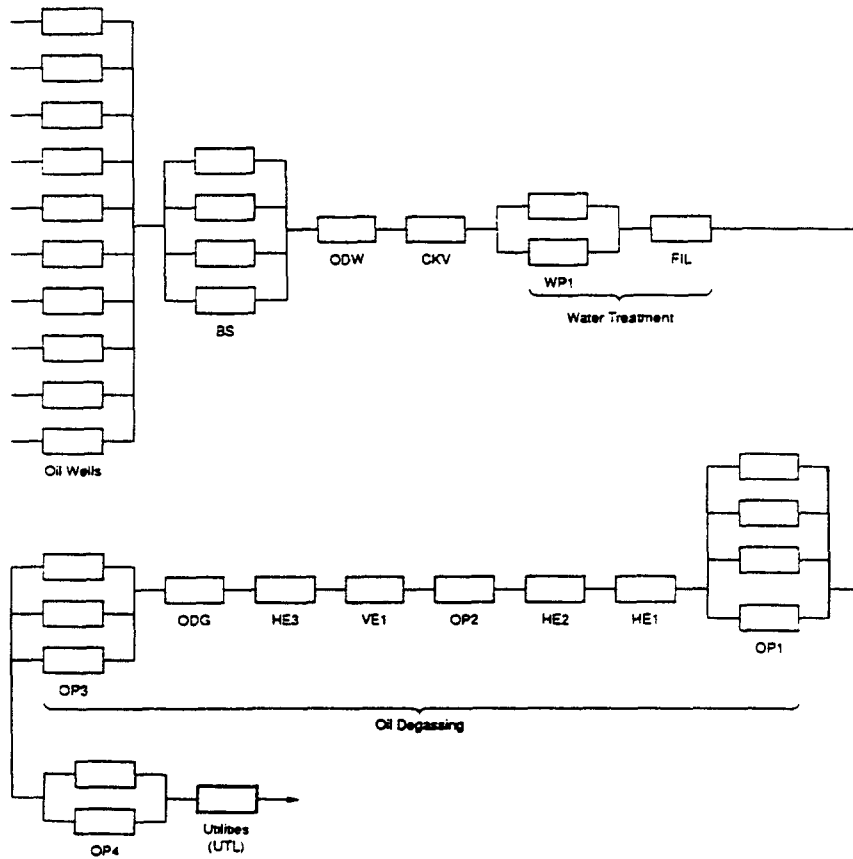 ODW
CKV
FIL
WP1
BS
Water Treatment
Oil Wells
ODG
HE3
VE1
OP2
HE2
HE1
OP1
OP3
Oil Degassing
Utilities
(UTL)
OP4